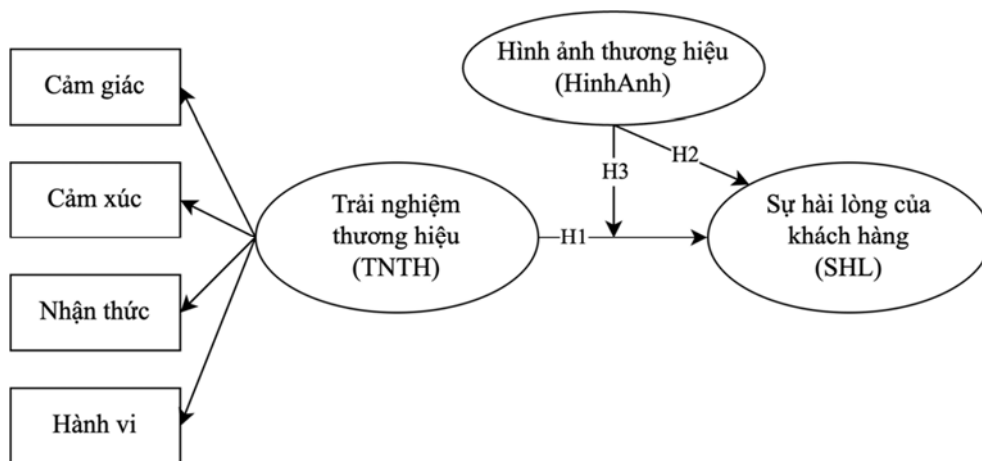 Cảm giác
Cảm xúc
Nhận thức
Hành vi
Trải nghiệm
thương hiệu
(TNTH)
Hình ảnh thương hiệu
(HinhAnh)
H3
H2
H1
Sự hài lòng của
khách hàng
(SHL)